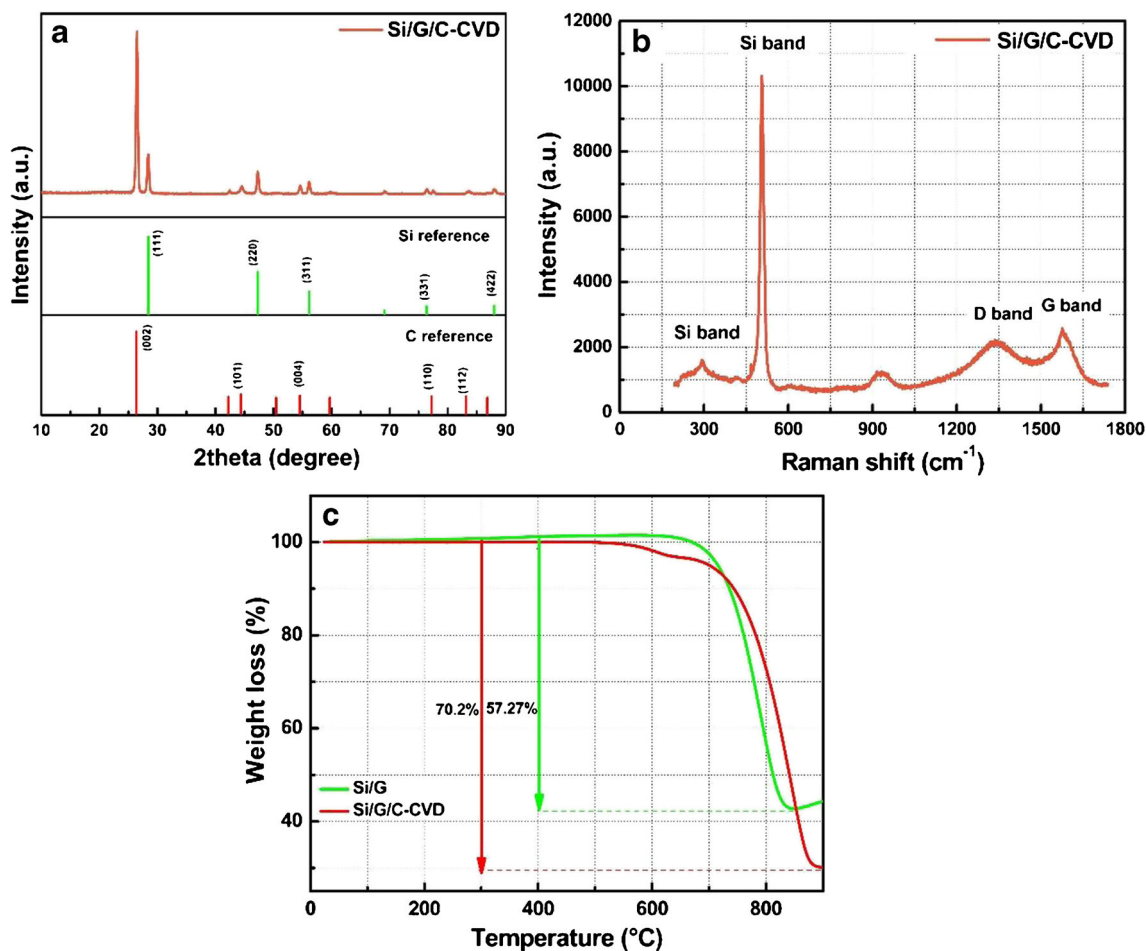 a
Si/G/C-CVD
Intensity (a.u.)
Si reference
(111)
(220)
(311)
(331)
(422)
C reference
(002)
(101)
(004)
(110)
(112)
10 20 30 40 50 60 70 80 90
2theta (degree)
b
Si band
Si/G/C-CVD
Intensity (a.u.)
12000
10000
8000
6000
4000
2000
0
Si band
D band
G band
0 300 600 900 1200 1500 1800
Raman shift (cm⁻¹)
c
Weight loss (%)
100
80
60
40
70.2%
57.27%
Si/G
Si/G/C-CVD
0 200 400 600 800
Temperature (°C)